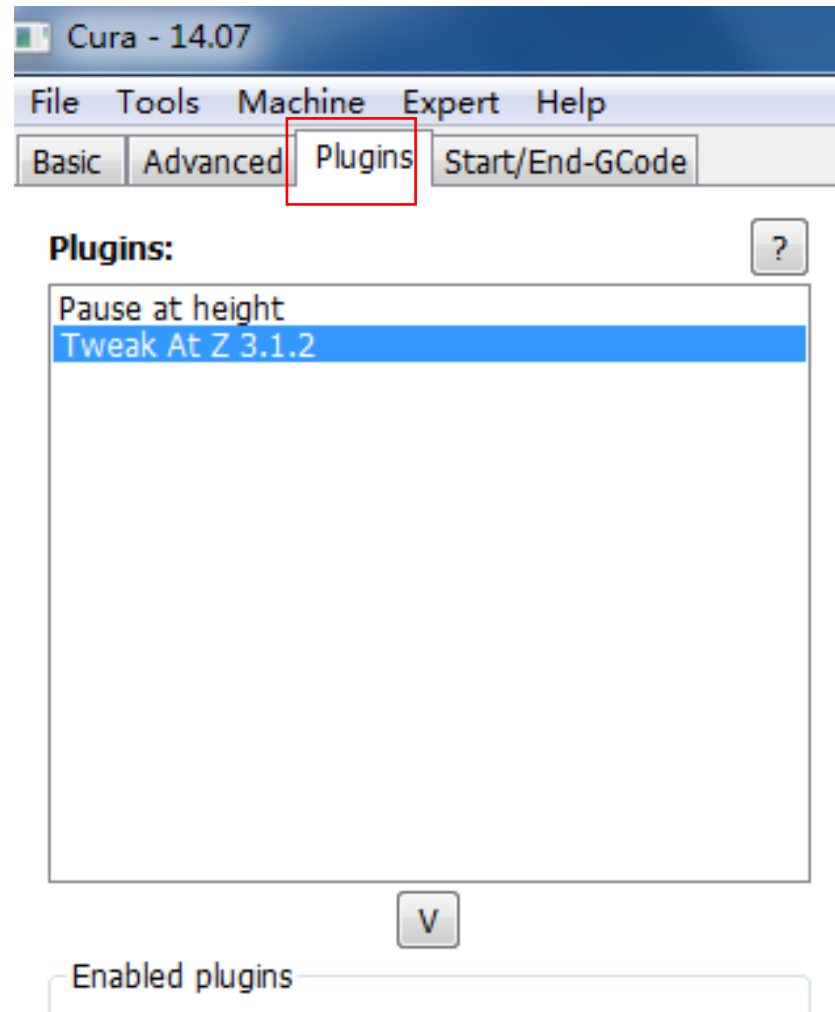 Cura - 14.07
File Tools Machine Expert Help
Basic Advanced Plugins Start/End-GCode
Plugins: ?
Pause at height
Tweak At Z 3.1.2
V
Enabled plugins